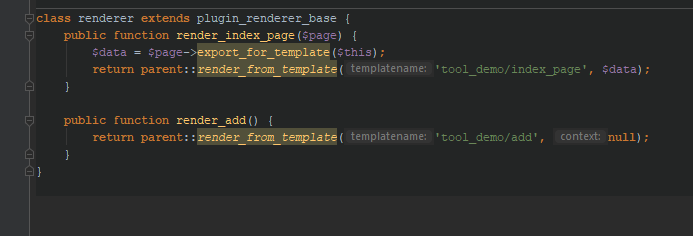 class renderer extends plugin_renderer_base {
public function render_index_page($page) {
$data = $page->export_for_template($this);
return parent::render_from_template( templatename: 'tool_demo/index_page', $data);
}
public function render_add() {
return parent::render_from_template( templatename: 'tool_demo/add', context: null);
}
}